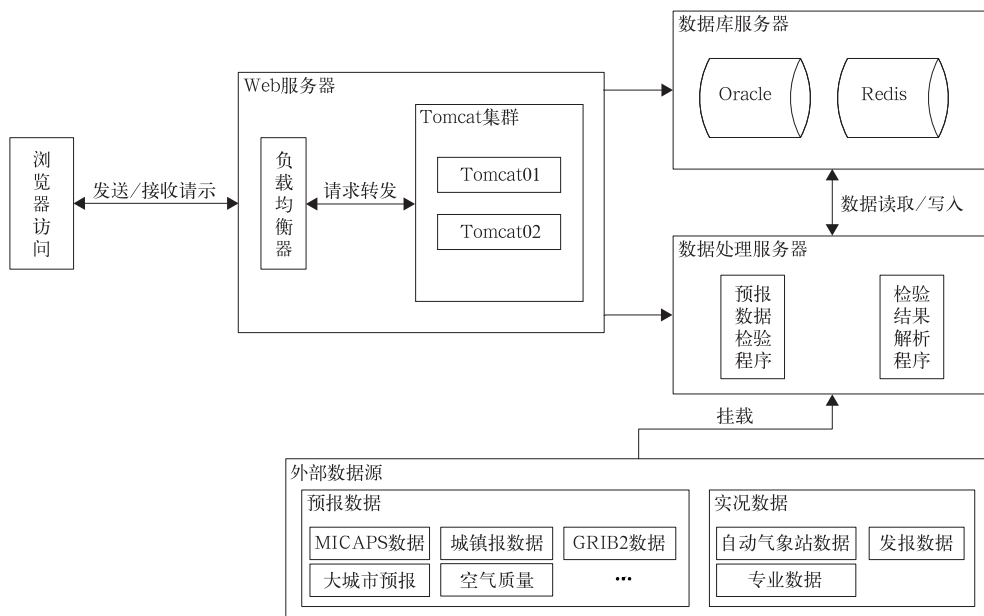 数据库服务器
Oracle
Redis
Web服务器
Tomcat集群
Tomcat01
Tomcat02
浏
览
器
访
问
发送/接收请示
负
载
均
衡
器
请求转发
数据读取/写入
数据处理服务器
预报
数据
检验
程序
检验
结果
解析
程序
挂载
外部数据源
预报数据
MICAPS数据
城镇报数据
GRIB2数据
大城市预报
空气质量
...
实况数据
自动气象站数据
发报数据
专业数据